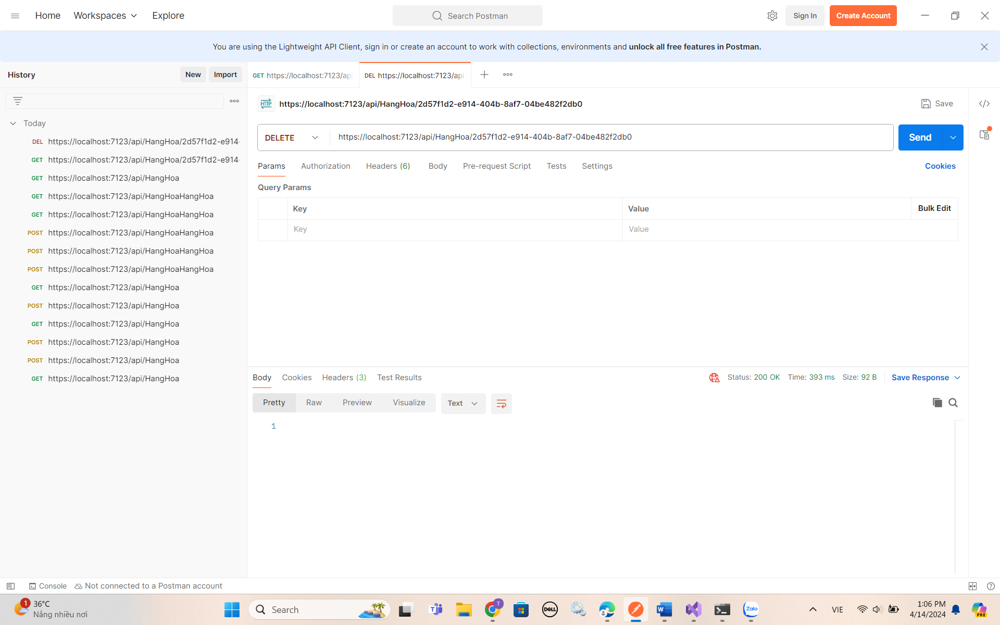 Home Workspaces Explore Search Postman Sign In Create Account
You are using the Lightweight API Client, sign in or create an account to work with collections, environments and unlock all free features in Postman.
History New Import
GET https://localhost:7123/api
DEL https://localhost:7123/api
HTTP https://localhost:7123/api/HangHoa/2d57f1d2-e914-404b-8af7-04be482f2db0 Save
Today
DEL https://localhost:7123/api/HangHoa/2d57f1d2-e914-
GET https://localhost:7123/api/HangHoa/2d57f1d2-e914-
GET https://localhost:7123/api/HangHoa
GET https://localhost:7123/api/HangHoaHangHoa
GET https://localhost:7123/api/HangHoaHangHoa
POST https://localhost:7123/api/HangHoaHangHoa
POST https://localhost:7123/api/HangHoaHangHoa
POST https://localhost:7123/api/HangHoaHangHoa
GET https://localhost:7123/api/HangHoa
POST https://localhost:7123/api/HangHoa
GET https://localhost:7123/api/HangHoa
POST https://localhost:7123/api/HangHoa
POST https://localhost:7123/api/HangHoa
GET https://localhost:7123/api/HangHoa
DELETE https://localhost:7123/api/HangHoa/2d57f1d2-e914-404b-8af7-04be482f2db0 Send
Params Authorization Headers (6) Body Pre-request Script Tests Settings Cookies
Query Params
Key Value Bulk Edit
Key Value
Body Cookies Headers (3) Test Results Status: 200 OK Time: 393 ms Size: 92 B Save Response
Pretty Raw Preview Visualize Text
1
Console Not connected to a Postman account
1 36°C
Nắng nhiều nơi
Search
T
DELL
W
Zalo
VIE
1:06 PM
4/14/2024
PRE